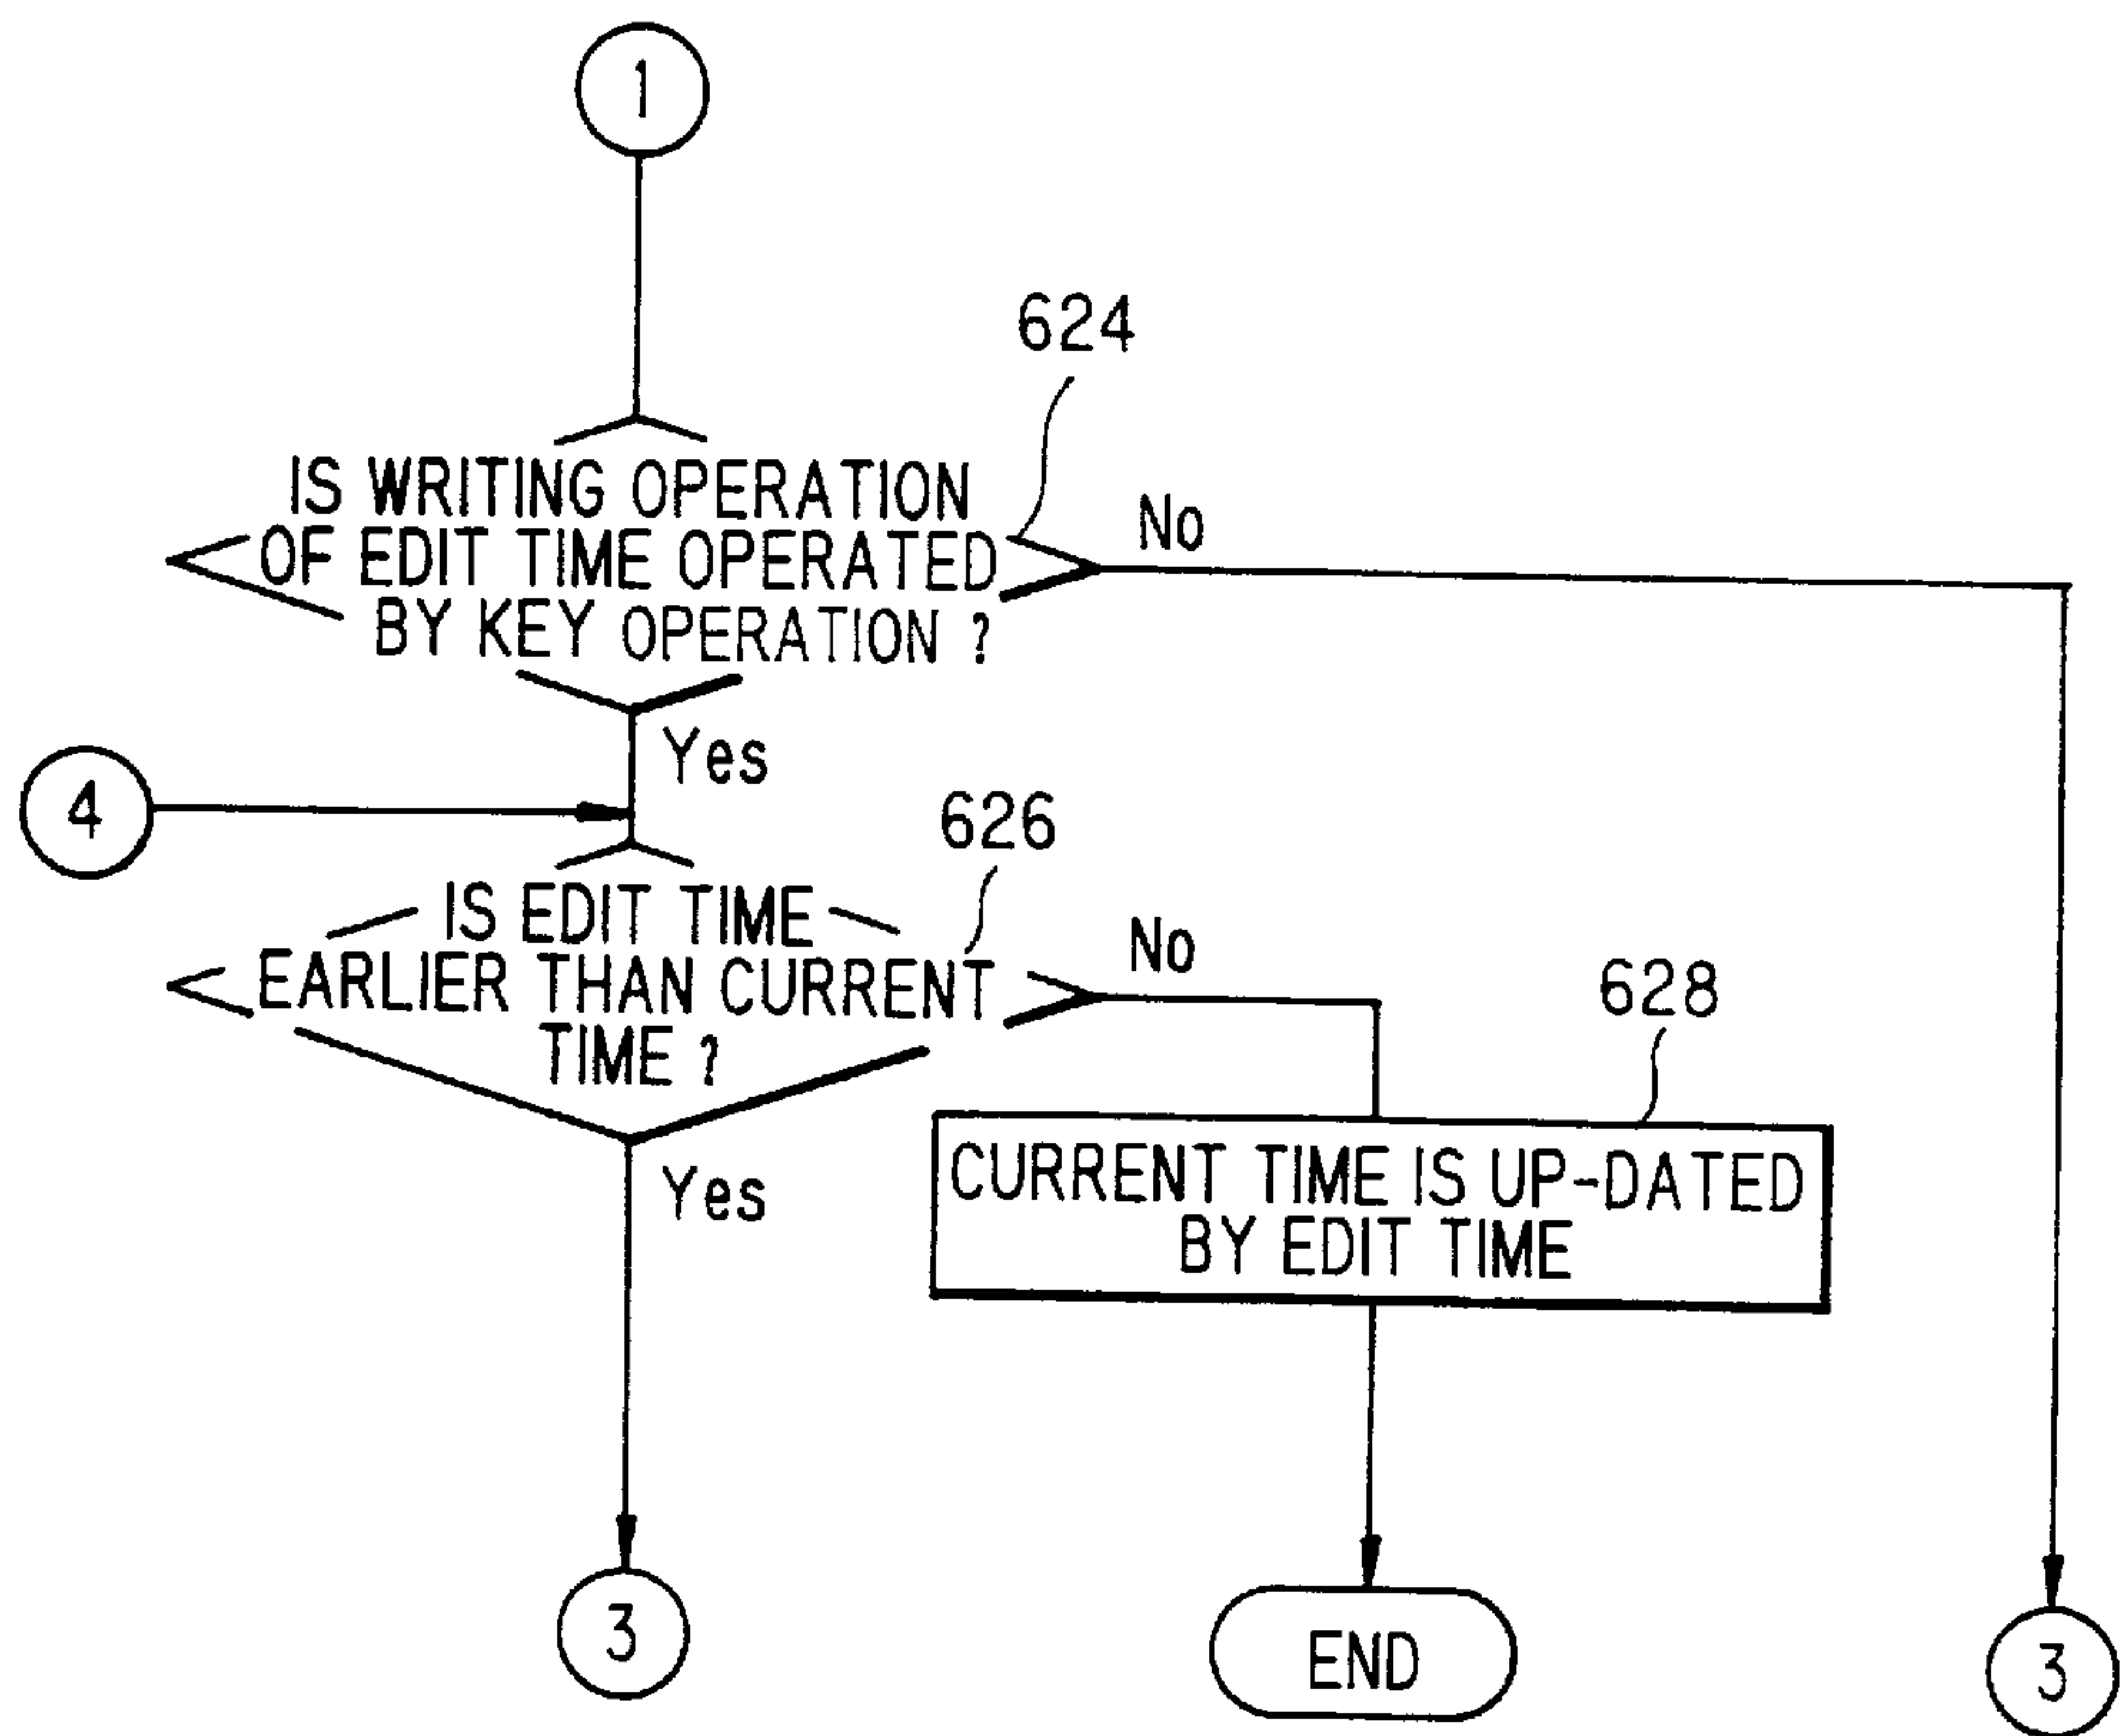 1
624
IS WRITING OPERATION
OF EDIT TIME OPERATED
BY KEY OPERATION ?
No
Yes
4
626
IS EDIT TIME
EARLIER THAN CURRENT
TIME ?
No
628
Yes
CURRENT TIME IS UP-DATED
BY EDIT TIME
3
END
3